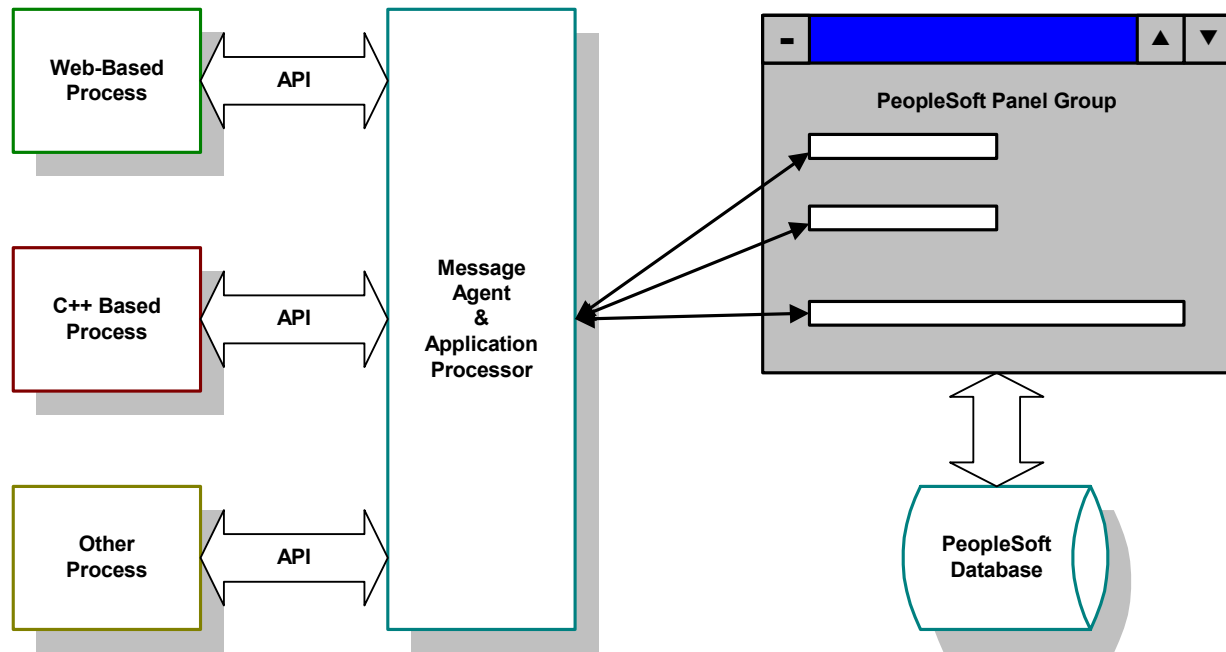 Web-Based
Process
API
C++ Based
Process
API
Other
Process
API
Message
Agent
&
Application
Processor
PeopleSoft Panel Group
PeopleSoft
Database